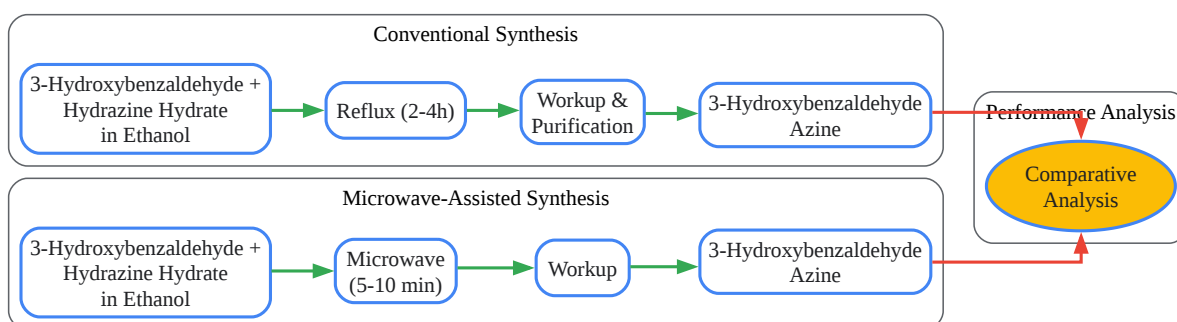 Conventional Synthesis
3-Hydroxybenzaldehyde +
Hydrazine Hydrate
in Ethanol
Reflux (2-4h)
Workup &
Purification
3-Hydroxybenzaldehyde
Azine
Performance Analysis
Comparative
Analysis
Microwave-Assisted Synthesis
3-Hydroxybenzaldehyde +
Hydrazine Hydrate
in Ethanol
Microwave
(5-10 min)
Workup
3-Hydroxybenzaldehyde
Azine